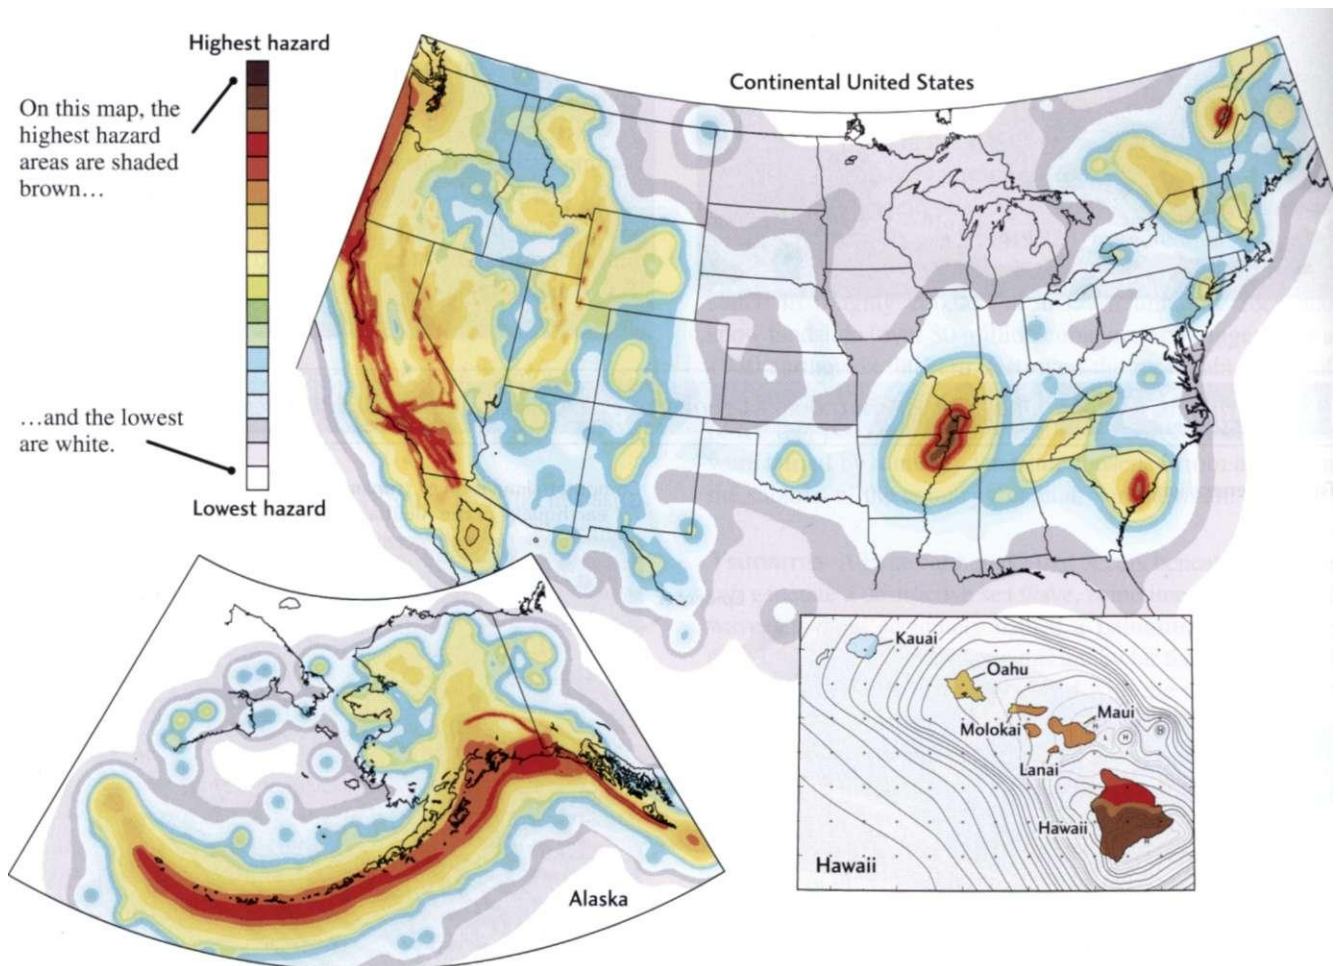 Highest hazard
Continental United States
On this map, the
highest hazard
areas are shaded
brown…
…and the lowest
are white.
Lowest hazard
Kauai
Oahu
Molokai
Maui
Lanai
Hawaii
Hawaii
Alaska